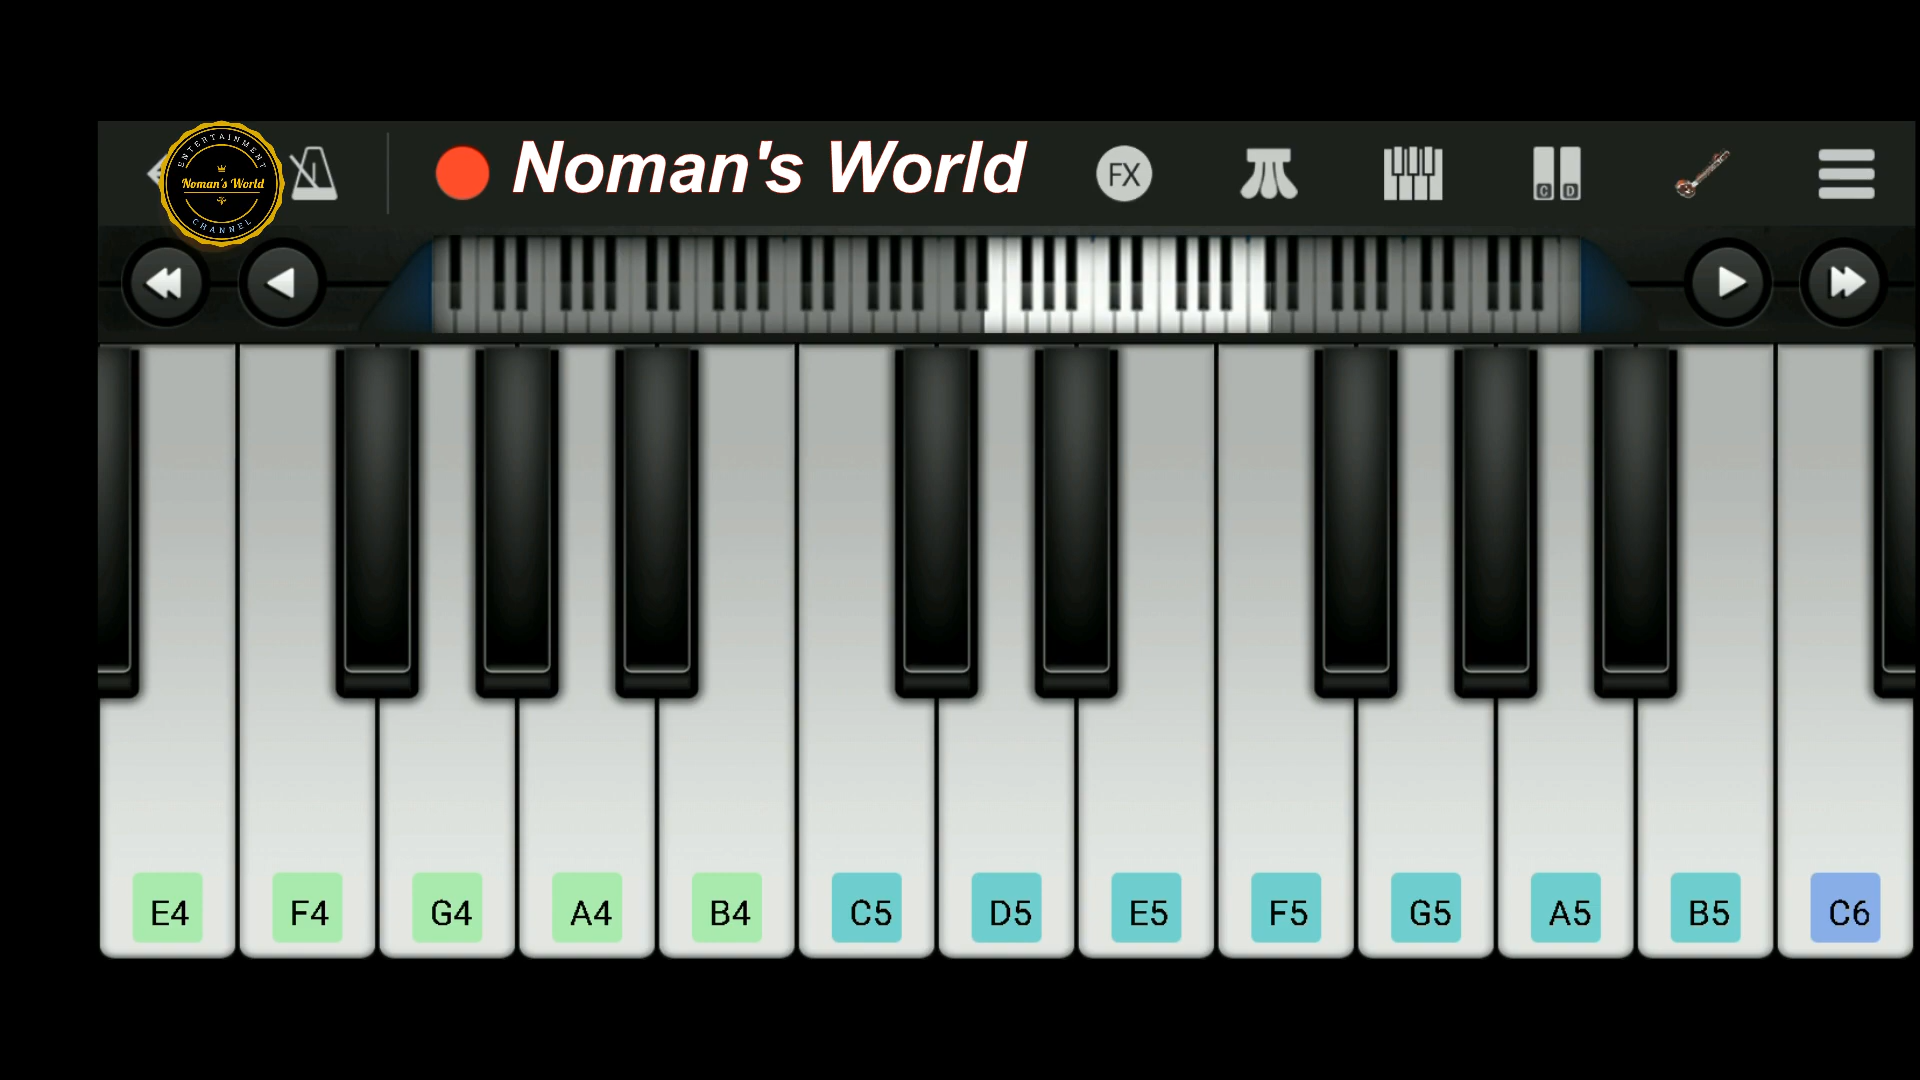 ENTERTAINMENT
Noman's World
CHANNEL
Noman's World
FX
C D
E4 F4 G4 A4 B4 C5 D5 E5 F5 G5 A5 B5 C6